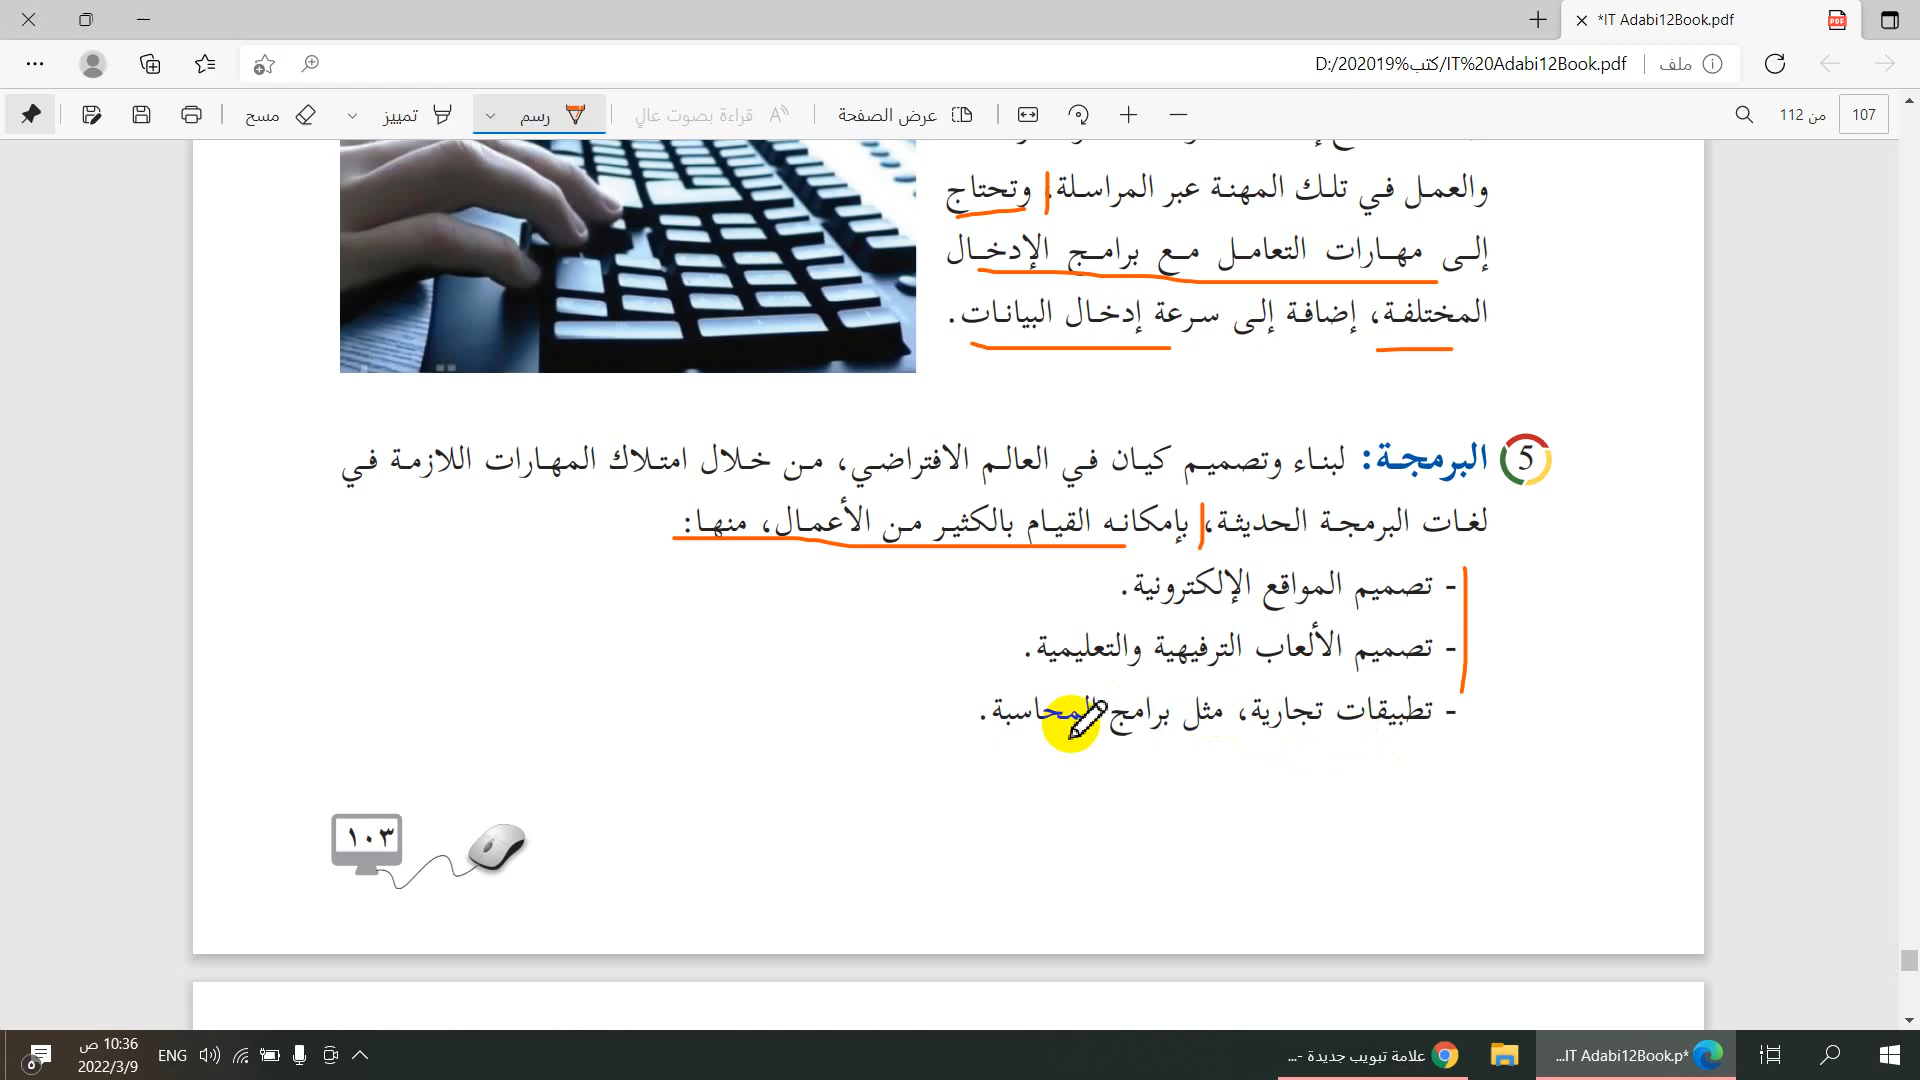 *IT Adabi12Book.pdf
D:/202019%كتب/IT%20Adabi12Book.pdf
ملف
مسح
تمييز
رسم
قراءة بصوت عالٍ
عرض الصفحة
من 112
107
والعمل في تلك المهنة عبر المراسلة. وتحتاج
إلى مهارات التعامل مع برامج الإدخال
المختلفة، إضافة إلى سرعة إدخال البيانات.
5 البرمجة: لبناء وتصميم كيان في العالم الافتراضي، من خلال امتلاك المهارات اللازمة في
لغات البرمجة الحديثة، بإمكانه القيام بالكثير من الأعمال، منها:
- تصميم المواقع الإلكترونية.
- تصميم الألعاب الترفيهية والتعليمية.
- تطبيقات تجارية، مثل برامج المحاسبة.
١٠٣
10:36 ص
2022/3/9
ENG
علامة تبويب جديدة -...
*IT Adabi12Book.p...
6